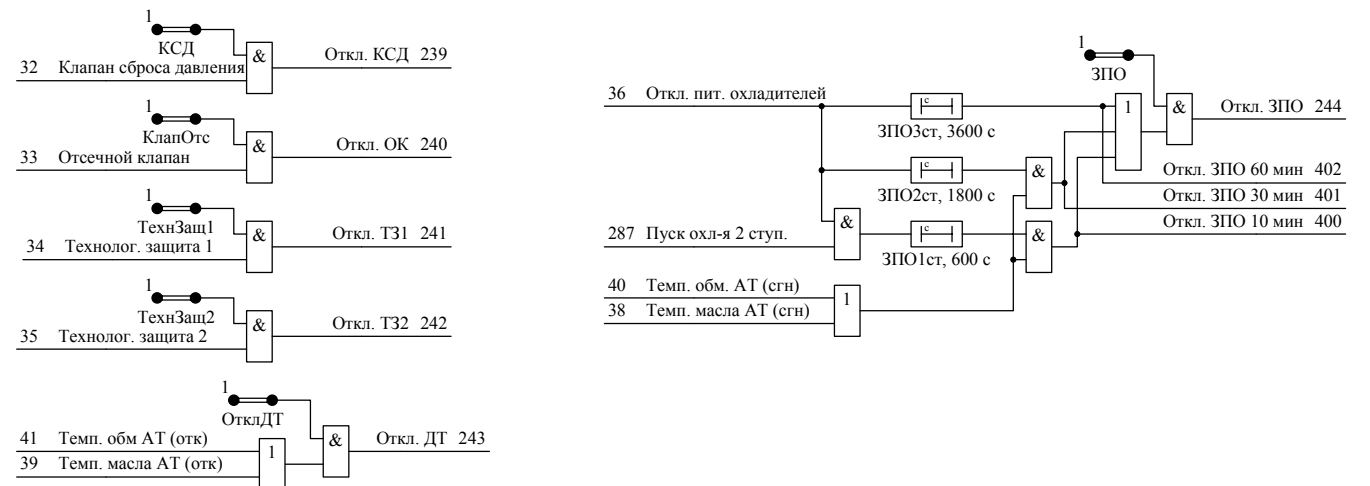 1
КСД
&
Откл. КСД 239
32 Клапан сброса давления
1
КлапОтс
&
Откл. ОК 240
33 Отсечной клапан
1
ТехнЗащ1
&
Откл. ТЗ1 241
34 Технолог. защита 1
1
ТехнЗащ2
&
Откл. ТЗ2 242
35 Технолог. защита 2
1
ОтклДТ
&
Откл. ДТ 243
41 Темп. обм АТ (отк)
1
39 Темп. масла АТ (отк)
1
ЗПО
36 Откл. пит. охладителей
с
1
&
Откл. ЗПО 244
ЗПО3ст, 3600 с
с
&
Откл. ЗПО 60 мин 402
ЗПО2ст, 1800 с
Откл. ЗПО 30 мин 401
Откл. ЗПО 10 мин 400
287 Пуск охл-я 2 ступ.
&
с
&
ЗПО1ст, 600 с
40 Темп. обм. АТ (сгн)
1
38 Темп. масла АТ (сгн)